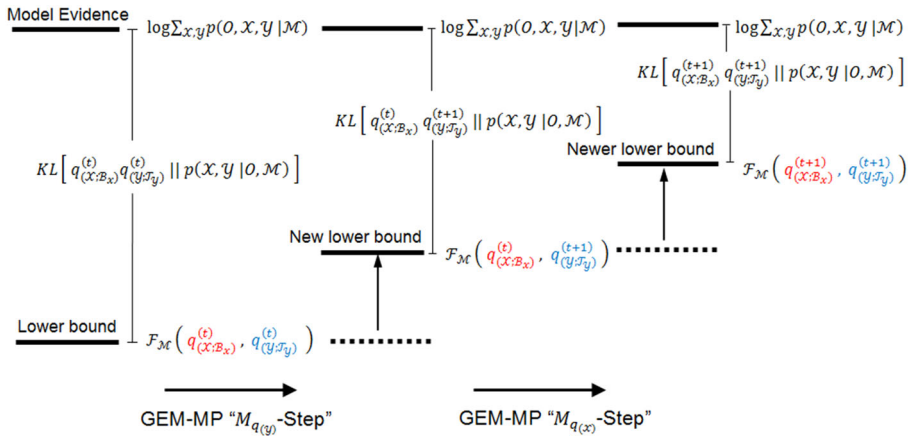 Model Evidence
log∑_{𝒳,𝒴} p(O, 𝒳, 𝒴 |ℳ)
KL[ q^{(t)}_{(𝒳;ℬ_x)} q^{(t)}_{(𝒴;𝒯_y)} || p(𝒳, 𝒴 |O, ℳ) ]
Lower bound
ℱ_ℳ( q^{(t)}_{(𝒳;ℬ_x)} , q^{(t)}_{(𝒴;𝒯_y)} )
GEM-MP “M_{q_{(y)}}-Step”
log∑_{𝒳,𝒴} p(O, 𝒳, 𝒴|ℳ)
KL[ q^{(t)}_{(𝒳;ℬ_x)} q^{(t+1)}_{(𝒴;𝒯_y)} || p(𝒳, 𝒴 |O, ℳ) ]
New lower bound
ℱ_ℳ( q^{(t)}_{(𝒳;ℬ_x)} , q^{(t+1)}_{(𝒴;𝒯_y)} )
GEM-MP “M_{q_{(x)}}-Step”
log∑_{𝒳,𝒴} p(O, 𝒳, 𝒴 |ℳ)
KL[ q^{(t+1)}_{(𝒳;ℬ_x)} q^{(t+1)}_{(𝒴;𝒯_y)} || p(𝒳, 𝒴 |O, ℳ) ]
Newer lower bound
ℱ_ℳ( q^{(t+1)}_{(𝒳;ℬ_x)} , q^{(t+1)}_{(𝒴;𝒯_y)} )